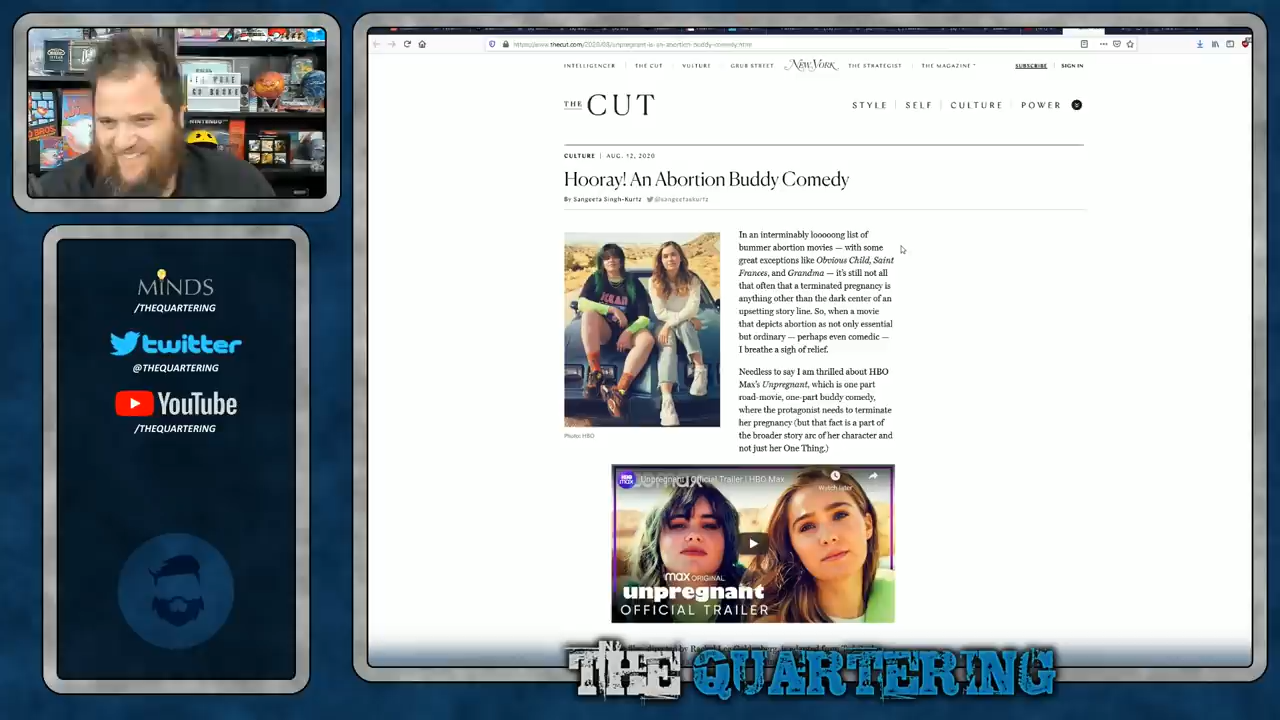 MINDS
/THEQUARTERING
twitter
@THEQUARTERING
YouTube
/THEQUARTERING
NINTENDO
INTELLIGENCER
THE CUT
VULTURE
GRUB STREET
NEW YORK
THE STRATEGIST
THE MAGAZINE
SUBSCRIBE
SIGN IN
THE CUT
STYLE
SELF
CULTURE
POWER
CULTURE | AUG. 12, 2020
Hooray! An Abortion Buddy Comedy
By Sangeeta Singh-Kurtz @sangeetaskurtz
In an interminably looooong list of
bummer abortion movies — with some
great exceptions like Obvious Child, Saint
Frances, and Grandma — it's still not all
that often that a terminated pregnancy is
anything other than the dark center of an
upsetting story line. So, when a movie
that depicts abortion as not only essential
but ordinary — perhaps even comedic —
I breathe a sigh of relief.
Needless to say I am thrilled about HBO
Max's Unpregnant, which is one part
road-movie, one-part buddy comedy,
where the protagonist needs to terminate
her pregnancy (but that fact is a part of
the broader story arc of her character and
not just her One Thing.)
Photo: HBO
Unpregnant | Official Trailer | HBO Max
Watch later
max ORIGINAL
unpregnant
OFFICIAL TRAILER
THE QUARTERING